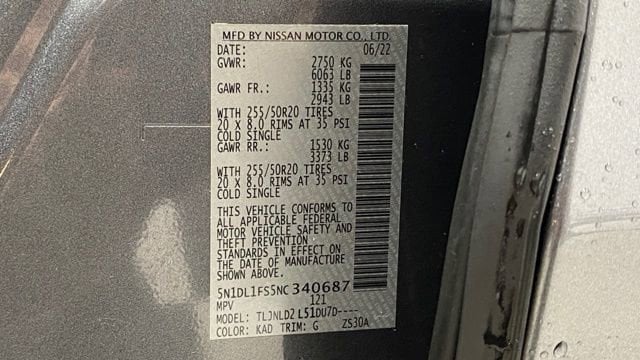 MFD BY NISSAN MOTOR CO., LTD.
DATE: 06/22
GVWR: 2750 KG
6063 LB
GAWR FR.: 1335 KG
2943 LB
WITH 255/50R20 TIRES
20 X 8.0 RIMS AT 35 PSI
COLD SINGLE
GAWR RR.: 1530 KG
3373 LB
WITH 255/50R20 TIRES
20 X 8.0 RIMS AT 35 PSI
COLD SINGLE
THIS VEHICLE CONFORMS TO
ALL APPLICABLE FEDERAL
MOTOR VEHICLE SAFETY AND
THEFT PREVENTION
STANDARDS IN EFFECT ON
THE DATE OF MANUFACTURE
SHOWN ABOVE.
5N1DL1FS5NC340687
MPV 121
MODEL: TLJNLD2 L51DU7D----
COLOR: KAD TRIM: G ZS30A